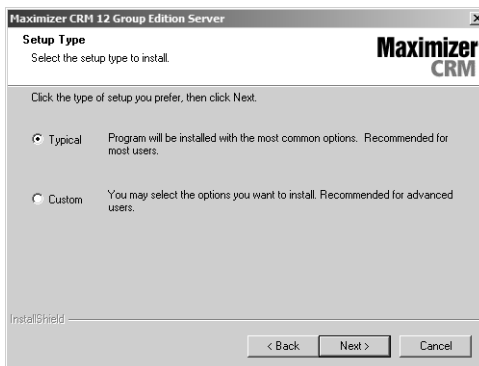 Maximizer CRM 12 Group Edition Server
Setup Type
Select the setup type to install.
Maximizer
CRM
Click the type of setup you prefer, then click Next.
Typical
Program will be installed with the most common options. Recommended for
most users.
Custom
You may select the options you want to install. Recommended for advanced
users.
InstallShield
< Back
Next >
Cancel